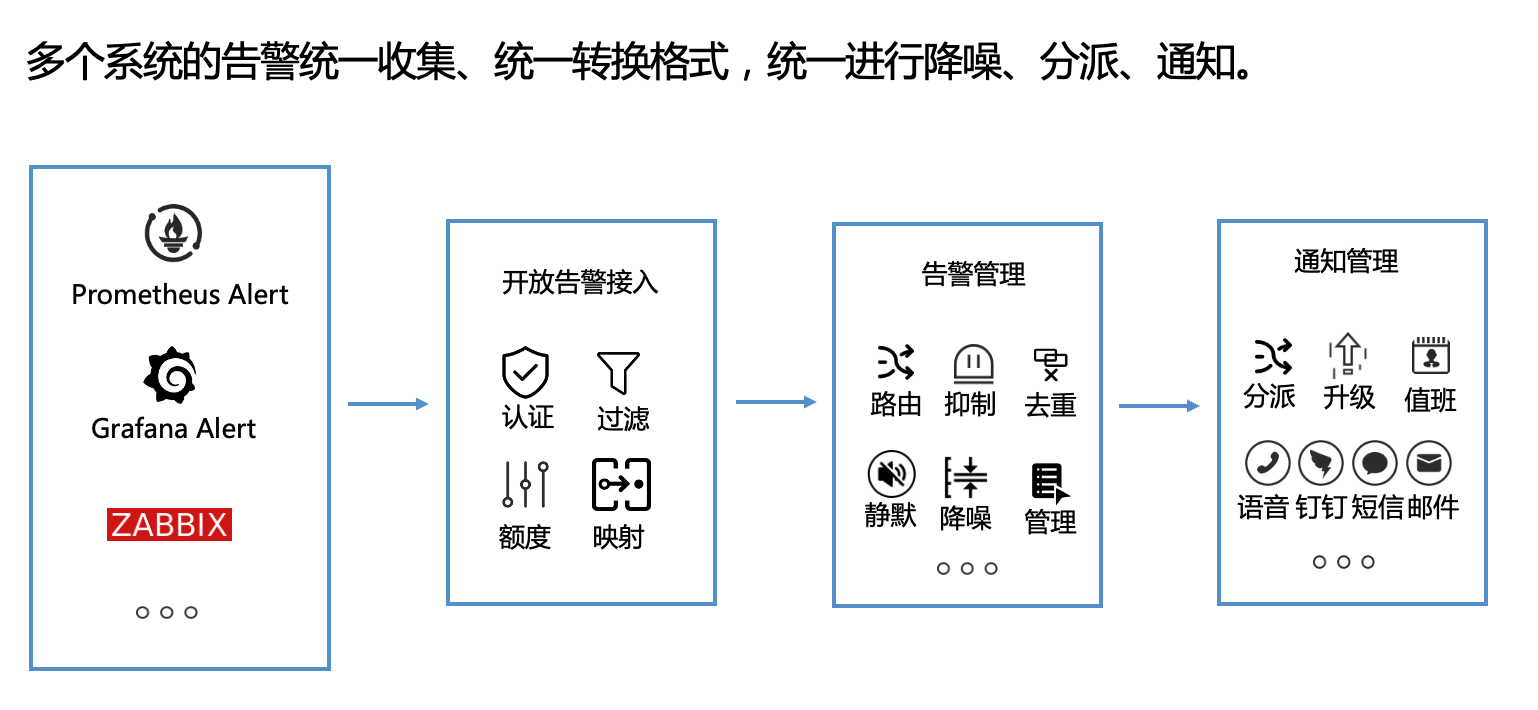 多个系统的告警统一收集、统一转换格式，统一进行降噪、分派、通知。
Prometheus Alert
Grafana Alert
ZABBIX
开放告警接入
认证 过滤
额度 映射
告警管理
路由 抑制 去重
静默 降噪 管理
通知管理
分派 升级 值班
语音 钉钉 短信 邮件